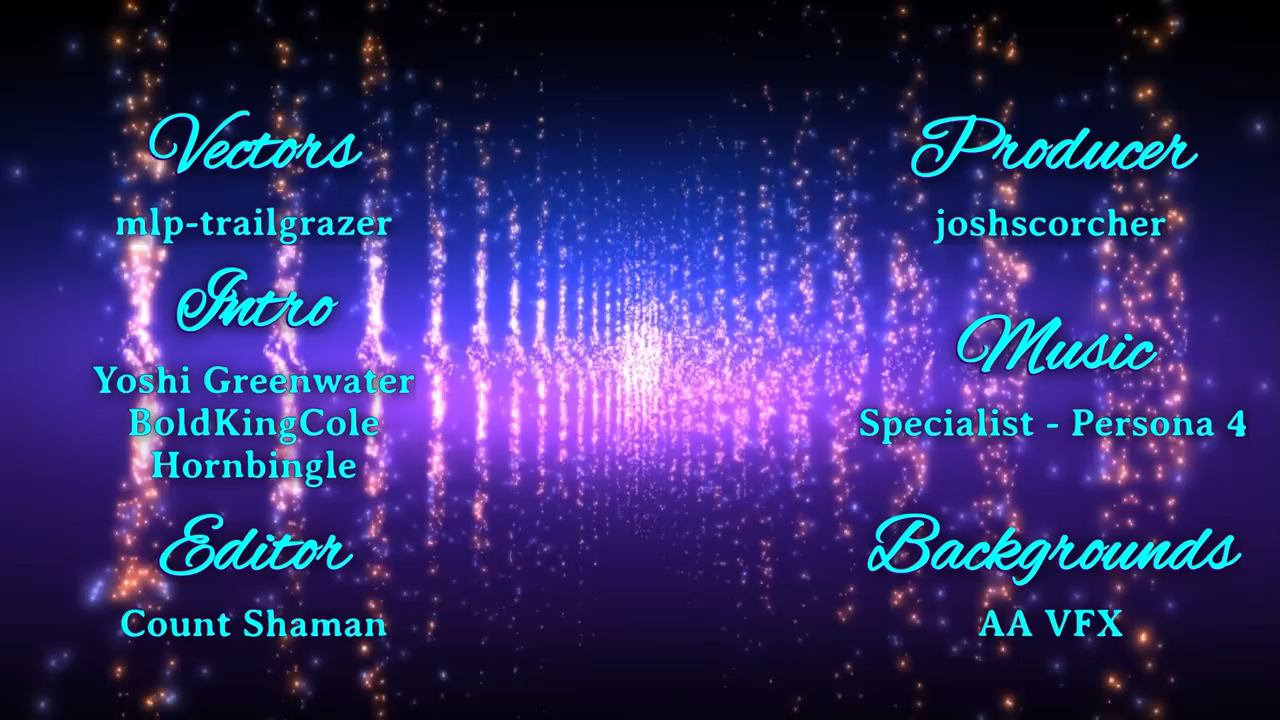 Vectors
mlp-trailgrazer
Intro
Yoshi Greenwater
BoldKingCole
Hornbingle
Editor
Count Shaman
Producer
joshscorcher
Music
Specialist - Persona 4
Backgrounds
AA VFX